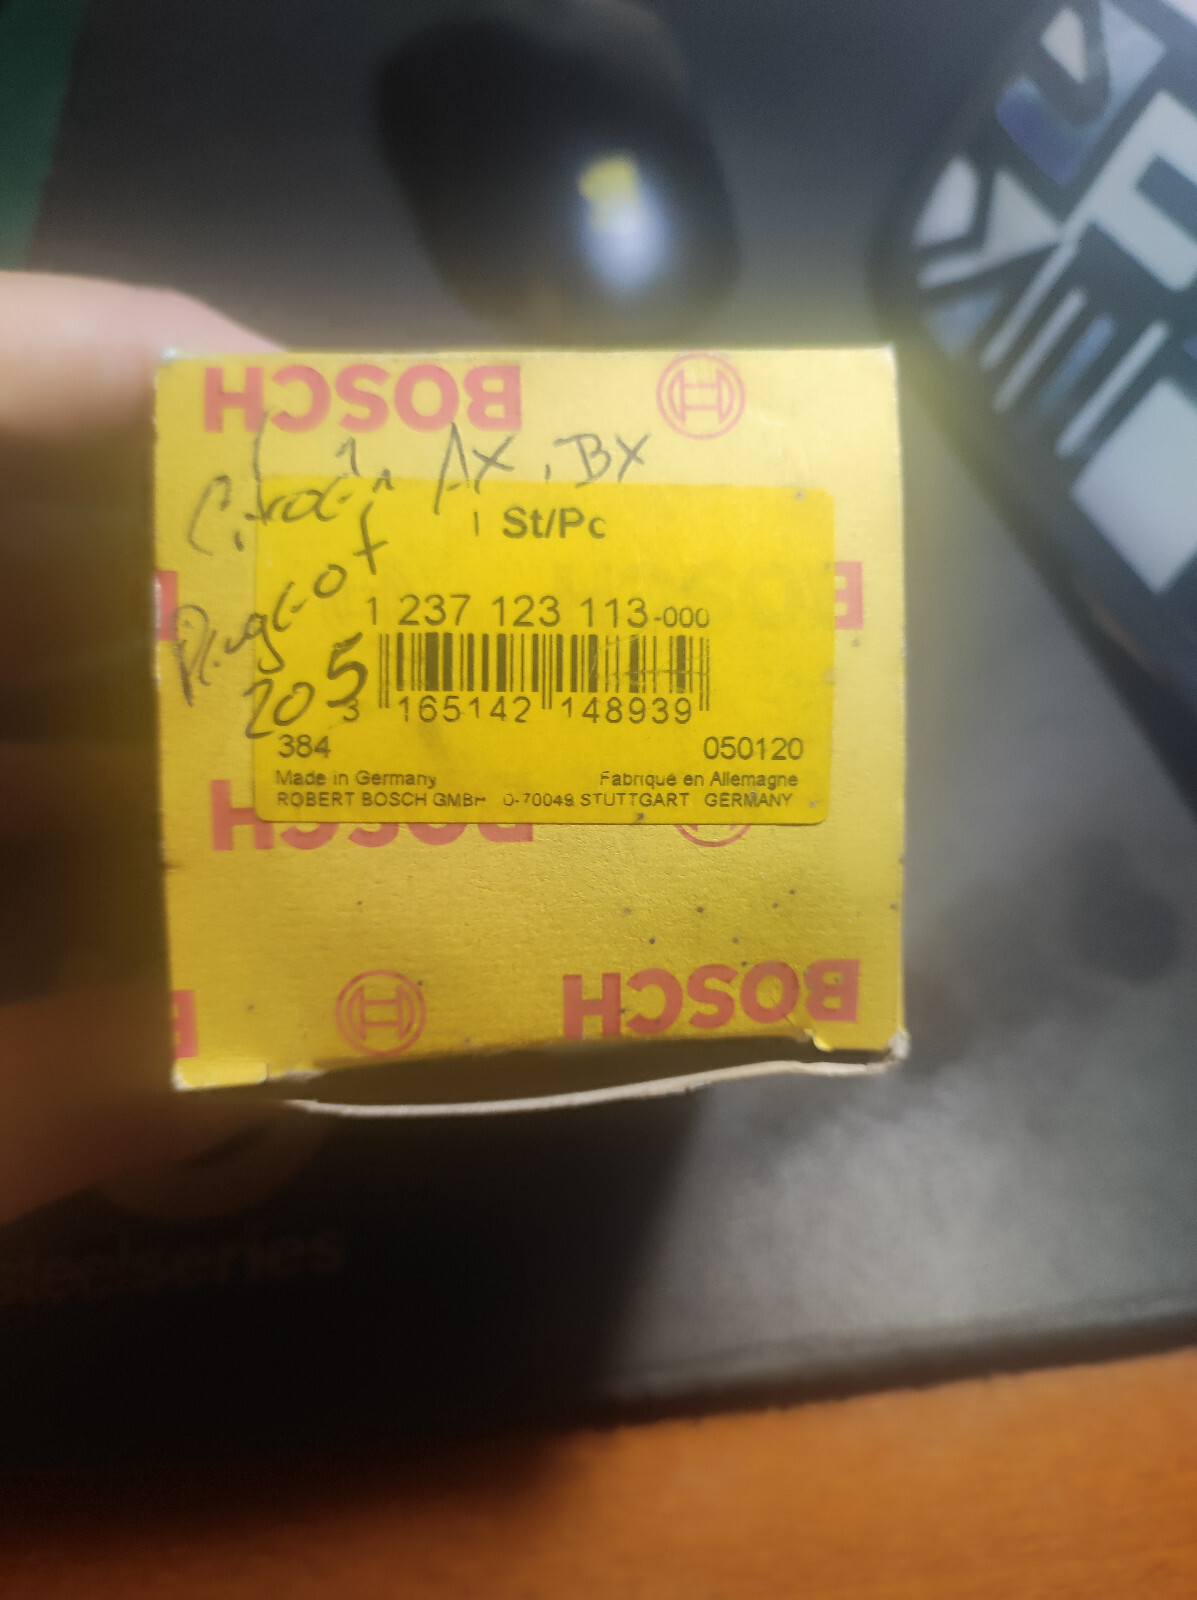 BOSCH
Citroën AX, BX
1 St/Pc
Peugeot
205
1 237 123 113-000
3 165142 148939
384
050120
Made in Germany
Fabriqué en Allemagne
ROBERT BOSCH GMBH D-70049 STUTTGART GERMANY
BOSCH
BOSCH
steelseries